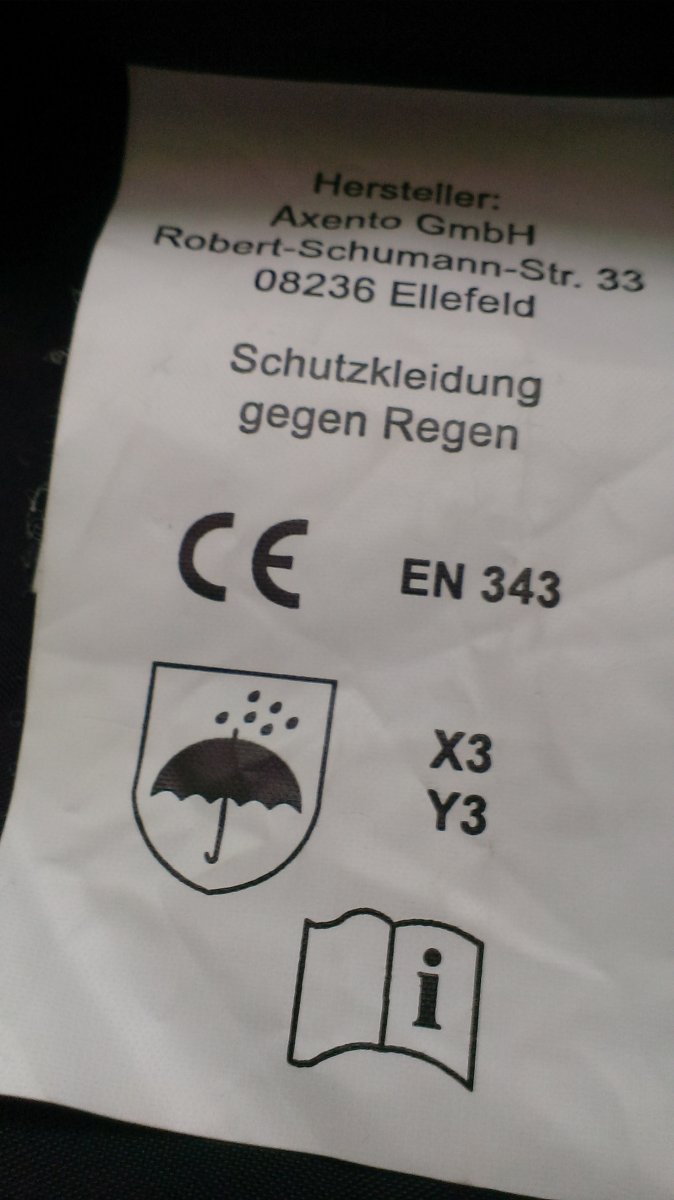 Hersteller:
Axento GmbH
Robert-Schumann-Str. 33
08236 Ellefeld
Schutzkleidung
gegen Regen
CE EN 343
X3
Y3
i